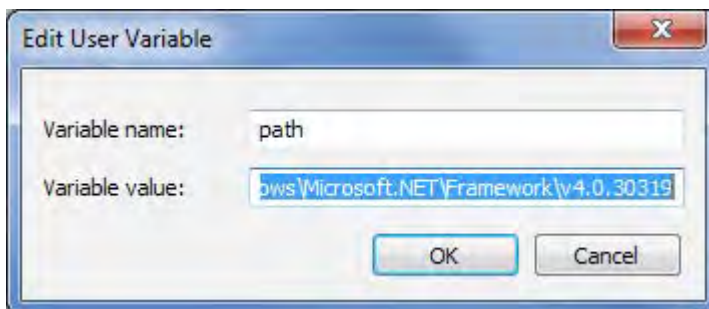 Edit User Variable
Variable name: path
Variable value: ows\Microsoft.NET\Framework\v4.0.30319
OK Cancel